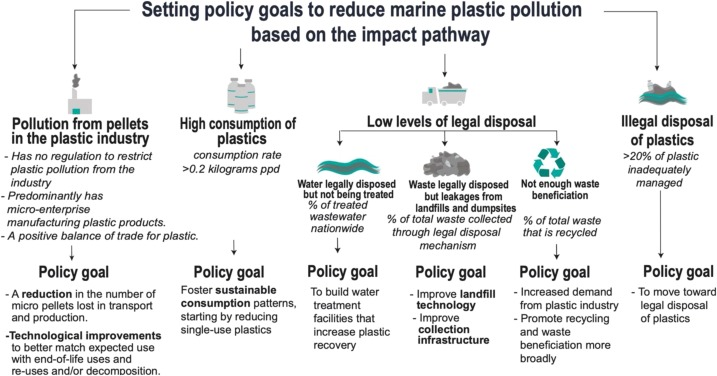 Setting policy goals to reduce marine plastic pollution
based on the impact pathway
Pollution from pellets
in the plastic industry
- Has no regulation to restrict
plastic pollution from the
industry
- Predominantly has
micro-enterprise
manufacturing plastic products.
- A positive balance of trade for plastic.
High consumption of
plastics
consumption rate
>0.2 kilograms ppd
Low levels of legal disposal
Water legally disposed
but not being treated
% of treated
wastewater
nationwide
Waste legally disposed
but leakages from
landfills and dumpsites
% of total waste collected
through legal disposal
mechanism
Not enough waste
beneficiation
% of total waste
that is recycled
Illegal disposal
of plastics
>20% of plastic
inadequately
managed
Policy goal
- A reduction in the number of
micro pellets lost in transport
and production.
-Technological improvements
to better match expected use
with end-of-life uses and
re-uses and/or decomposition.
Policy goal
Foster sustainable
consumption patterns,
starting by reducing
single-use plastics
Policy goal
To build water
treatment
facilities that
increase plastic
recovery
Policy goal
- Improve landfill
technology
- Improve
collection
infrastructure
Policy goal
- Increased demand
from plastic industry
- Promote recycling
and waste
beneficiation more
broadly
Policy goal
- To move toward
legal disposal
of plastics